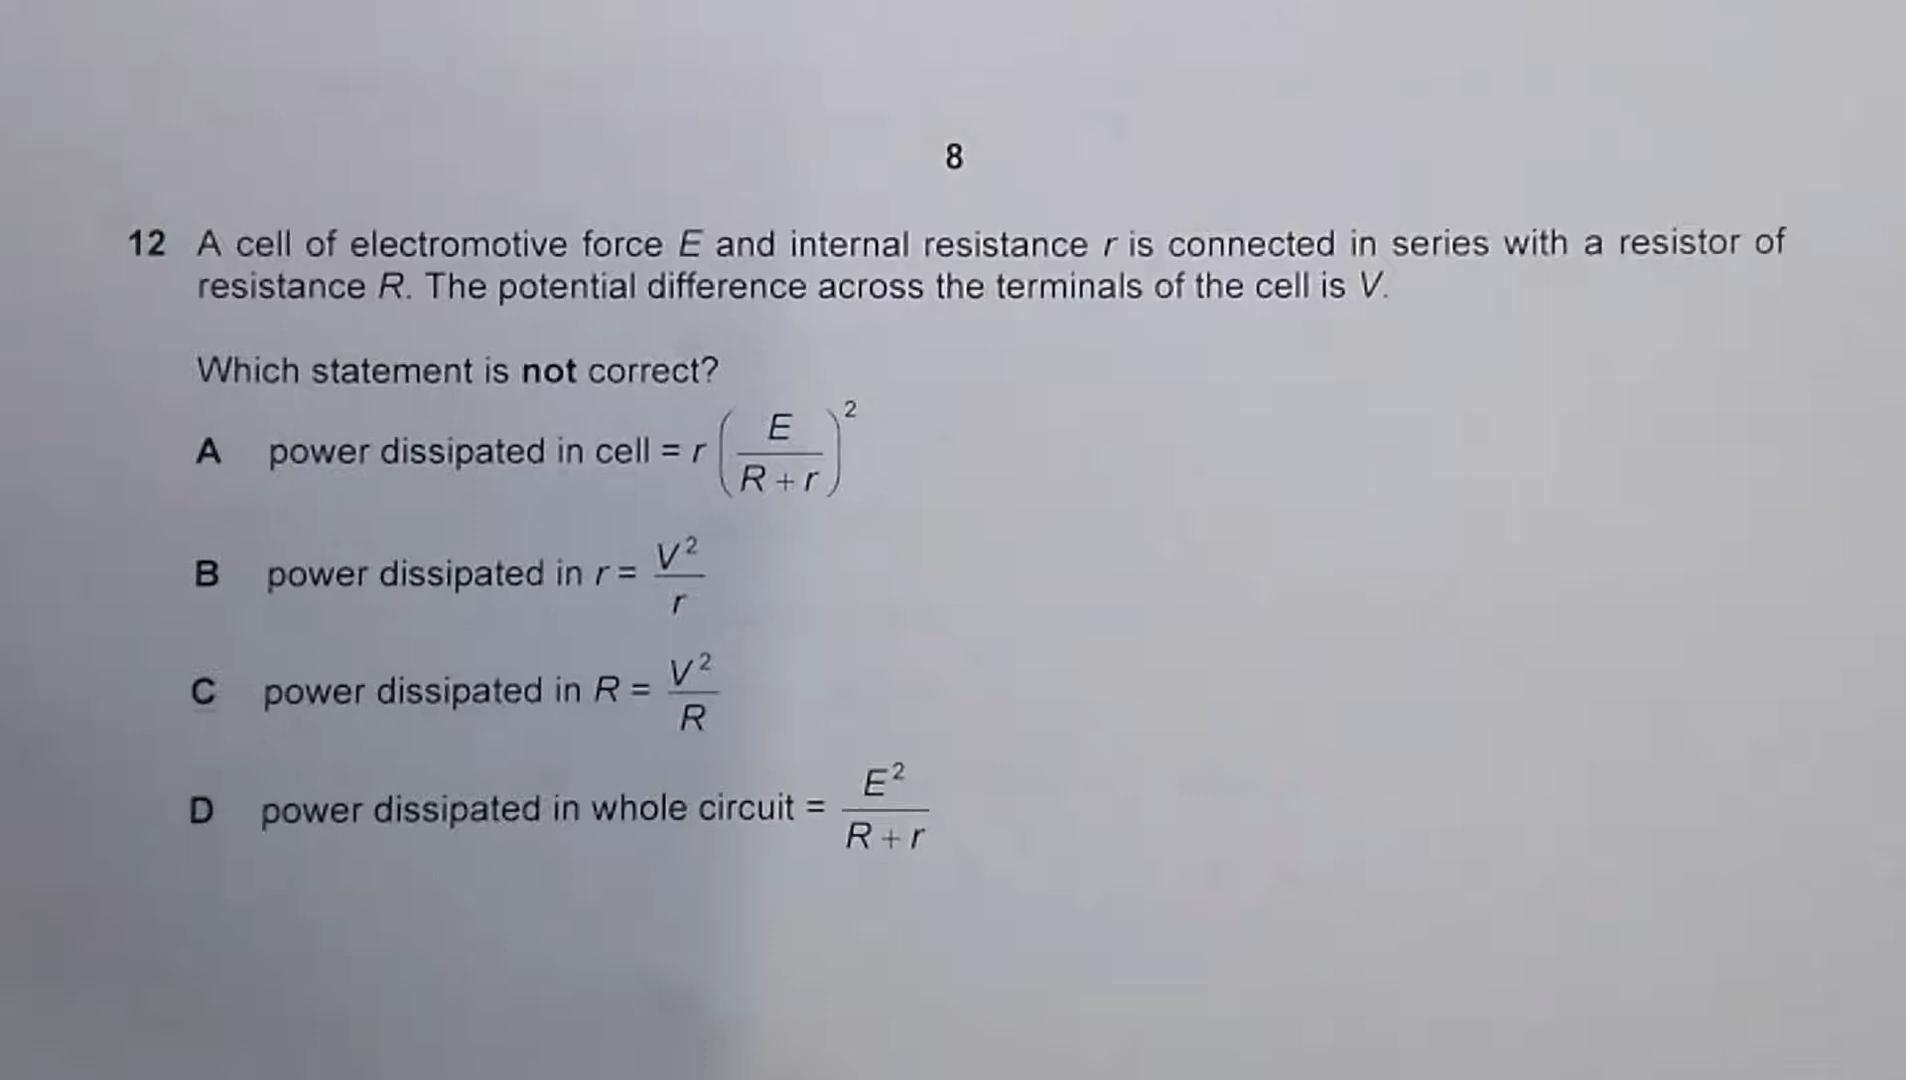 8
12 A cell of electromotive force E and internal resistance r is connected in series with a resistor of
resistance R. The potential difference across the terminals of the cell is V.
Which statement is not correct?
A power dissipated in cell = r (E / (R + r))²
B power dissipated in r = V² / r
C power dissipated in R = V² / R
D power dissipated in whole circuit = E² / (R + r)